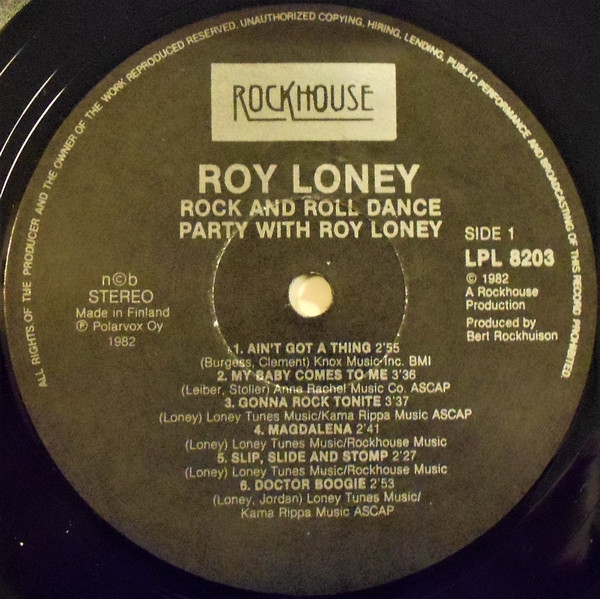 ALL RIGHTS OF THE PRODUCER AND THE OWNER OF THE WORK REPRODUCED RESERVED. UNAUTHORIZED COPYING, HIRING, LENDING, PUBLIC PERFORMANCE AND BROADCASTING OF THIS RECORD PROHIBITED.
ROCKHOUSE
ROY LONEY
ROCK AND ROLL DANCE
PARTY WITH ROY LONEY
SIDE 1
LPL 8203
© 1982
A Rockhouse
Production
Produced by
Bert Rockhuison
n©b
STEREO
Made in Finland
℗ Polarvox Oy
1982
1. AIN'T GOT A THING 2'55
(Burgess, Clement) Knox Music Inc. BMI
2. MY BABY COMES TO ME 3'36
(Leiber, Stoller) Anne Rachel Music Co. ASCAP
3. GONNA ROCK TONITE 3'37
(Loney) Loney Tunes Music/Kama Rippa Music ASCAP
4. MAGDALENA 2'41
(Loney) Loney Tunes Music/Rockhouse Music
5. SLIP, SLIDE AND STOMP 2'27
(Loney) Loney Tunes Music/Rockhouse Music
6. DOCTOR BOOGIE 2'53
(Loney, Jordan) Loney Tunes Music/
Kama Rippa Music ASCAP